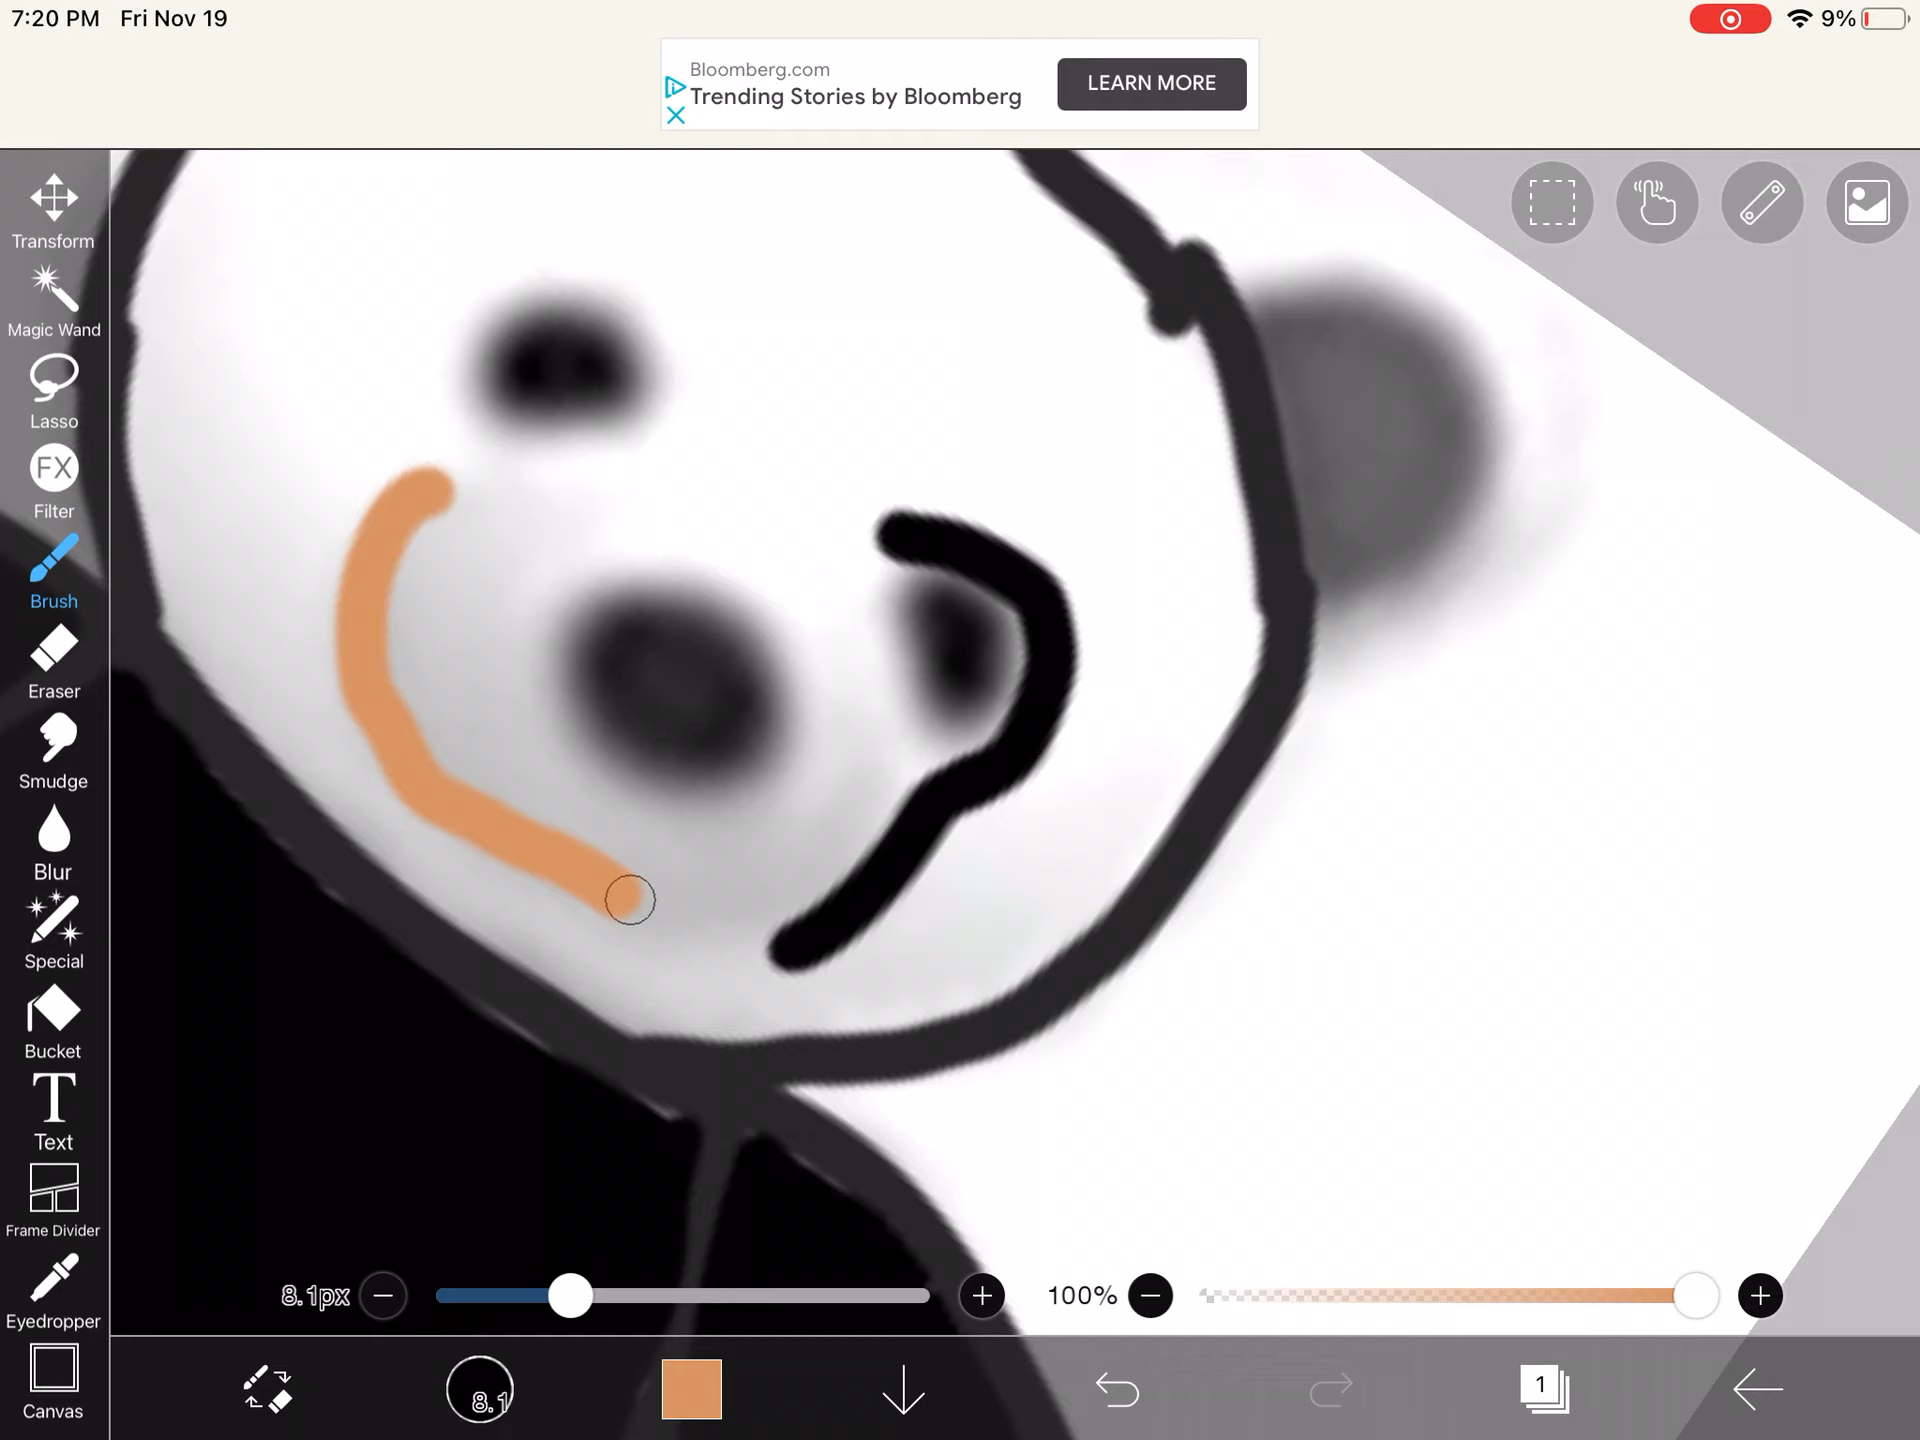 7:20 PM Fri Nov 19
9%
Bloomberg.com
Trending Stories by Bloomberg
LEARN MORE
Transform
Magic Wand
Lasso
FX
Filter
Brush
Eraser
Smudge
Blur
Special
Bucket
T
Text
Frame Divider
Eyedropper
Canvas
8.1px
100%
8.1
1